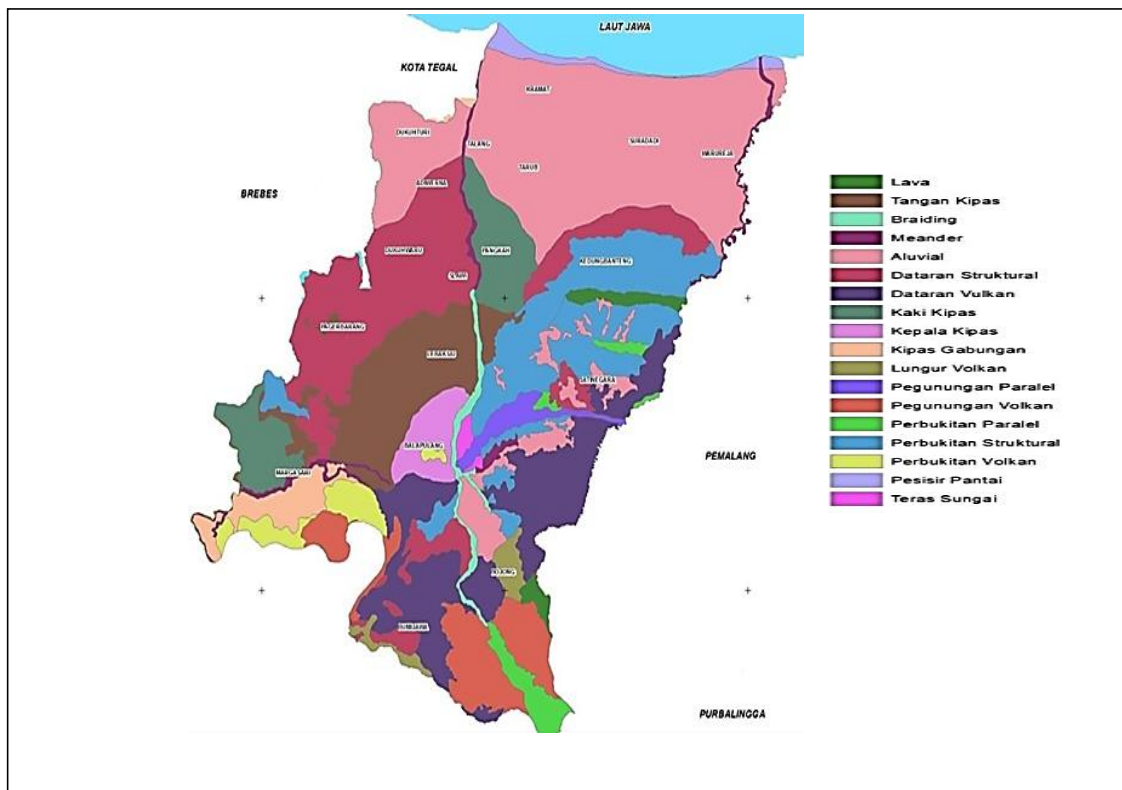 LAUT JAWA
KOTA TEGAL
KRAMAT
DUKUHTURI
TALANG
SURADADI
WARUREJA
TARUB
ADIWERNA
BREBES
DUKUHWARU
PANGKAH
KEDUNGBANTENG
SLAWI
PAGERBARANG
LEBAKSIU
JATINEGARA
BALAPULANG
MARGASARI
PEMALANG
BOJONG
BUMIJAWA
PURBALINGGA
Lava
Tangan Kipas
Braiding
Meander
Aluvial
Dataran Struktural
Dataran Vulkan
Kaki Kipas
Kepala Kipas
Kipas Gabungan
Lungur Volkan
Pegunungan Paralel
Pegunungan Volkan
Perbukitan Paralel
Perbukitan Struktural
Perbukitan Volkan
Pesisir Pantai
Teras Sungai